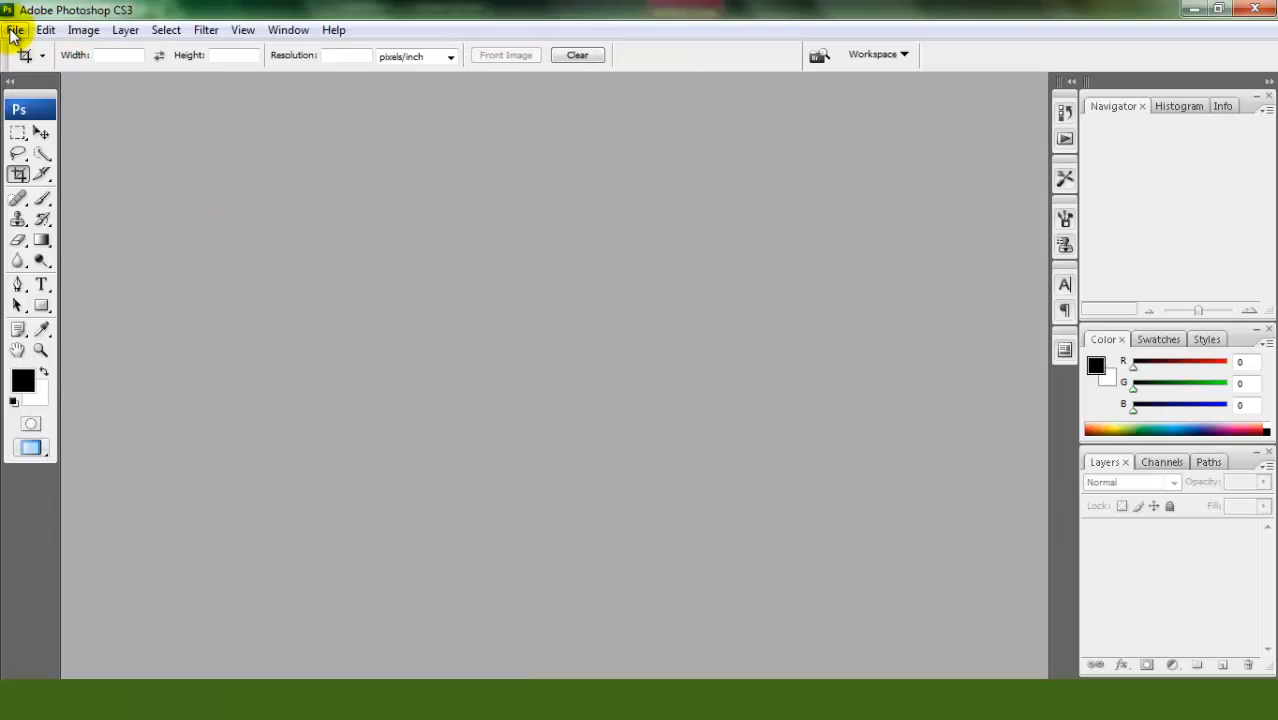 Adobe Photoshop CS3
File Edit Image Layer Select Filter View Window Help
Width: Height: Resolution: pixels/inch Front Image Clear Workspace
Ps
Navigator Histogram Info
T
A
Color Swatches Styles
R 0
G 0
B 0
Layers Channels Paths
Normal Opacity:
Lock: Fill:
fx